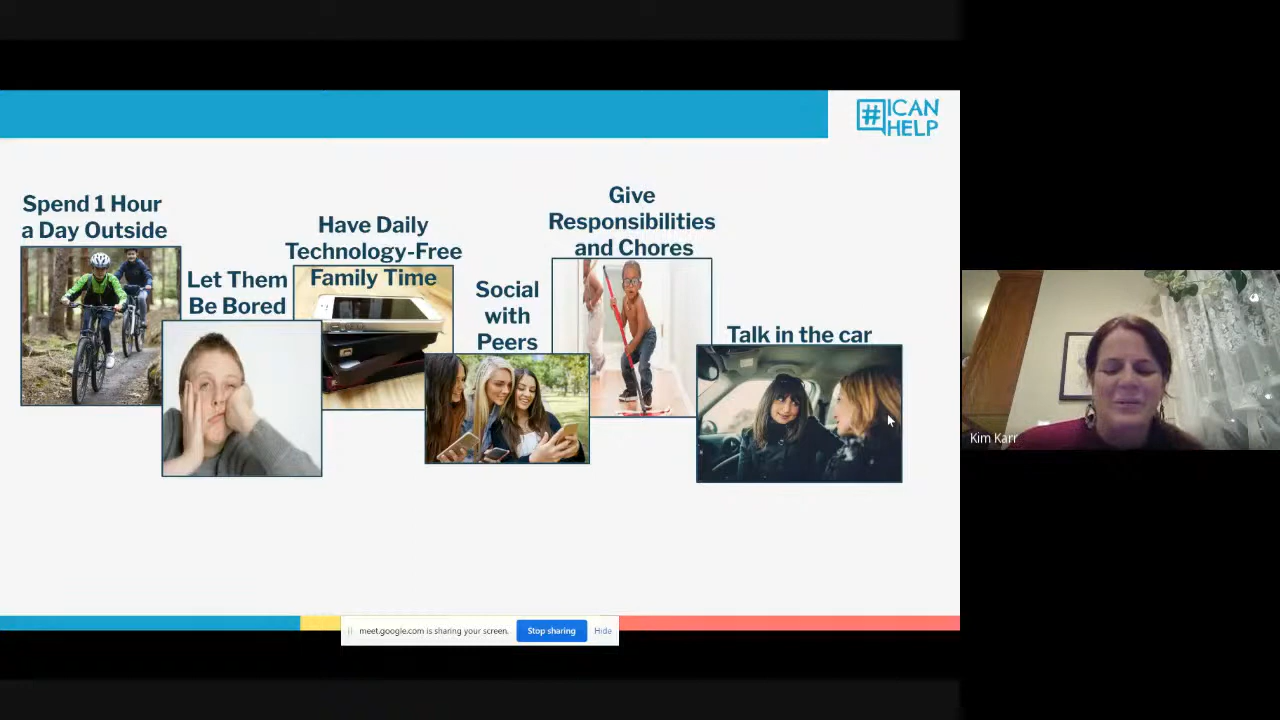 #ICAN
HELP
Spend 1 Hour
a Day Outside
Let Them
Be Bored
Have Daily
Technology-Free
Family Time
Social
with
Peers
Give
Responsibilities
and Chores
Talk in the car
Kim Karr
meet.google.com is sharing your screen.
Stop sharing
Hide